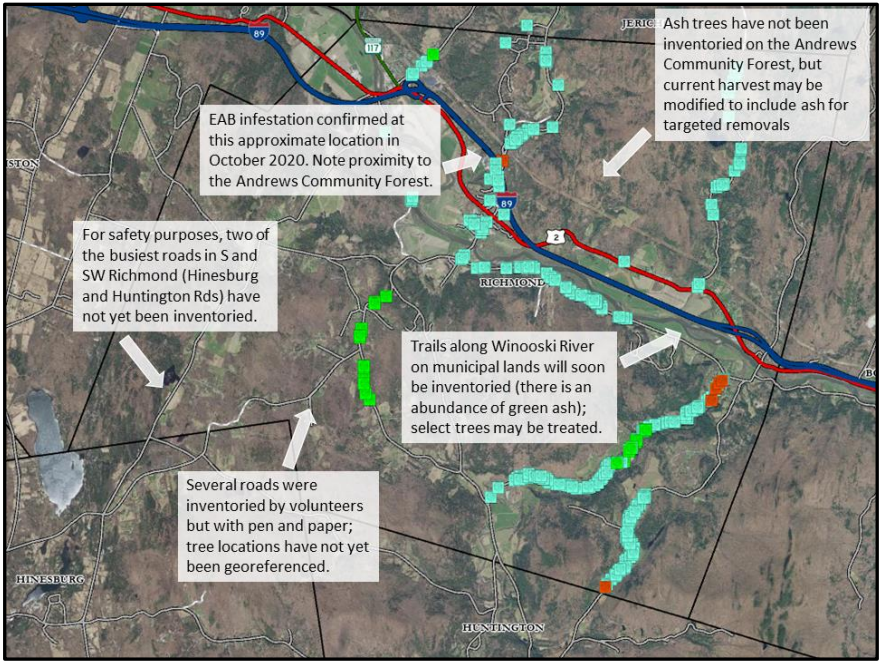 JERICH
Ash trees have not been
inventoried on the Andrews
Community Forest, but
current harvest may be
modified to include ash for
targeted removals
89
117
EAB infestation confirmed at
this approximate location in
October 2020. Note proximity to
the Andrews Community Forest.
STON
89
2
For safety purposes, two of
the busiest roads in S and
SW Richmond (Hinesburg
and Huntington Rds) have
not yet been inventoried.
RICHMOND
Trails along Winooski River
on municipal lands will soon
be inventoried (there is an
abundance of green ash);
select trees may be treated.
BO
Several roads were
inventoried by volunteers
but with pen and paper;
tree locations have not yet
been georeferenced.
HINESBURG
HUNTINGTON